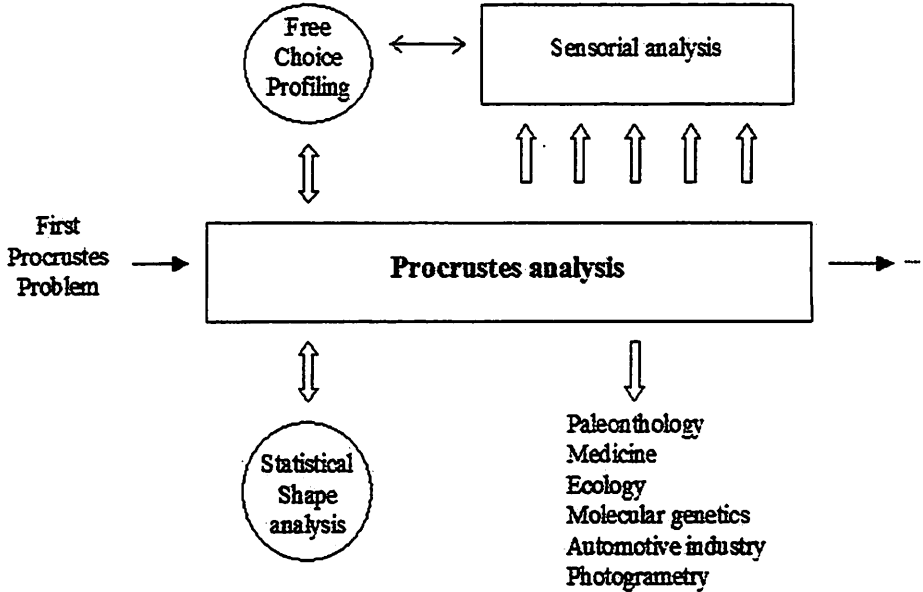 Free
Choice
Profiling
Sensorial analysis
First
Procrustes
Problem
Procrustes analysis
Statistical
Shape
analysis
Paleonthology
Medicine
Ecology
Molecular genetics
Automotive industry
Photogrametry